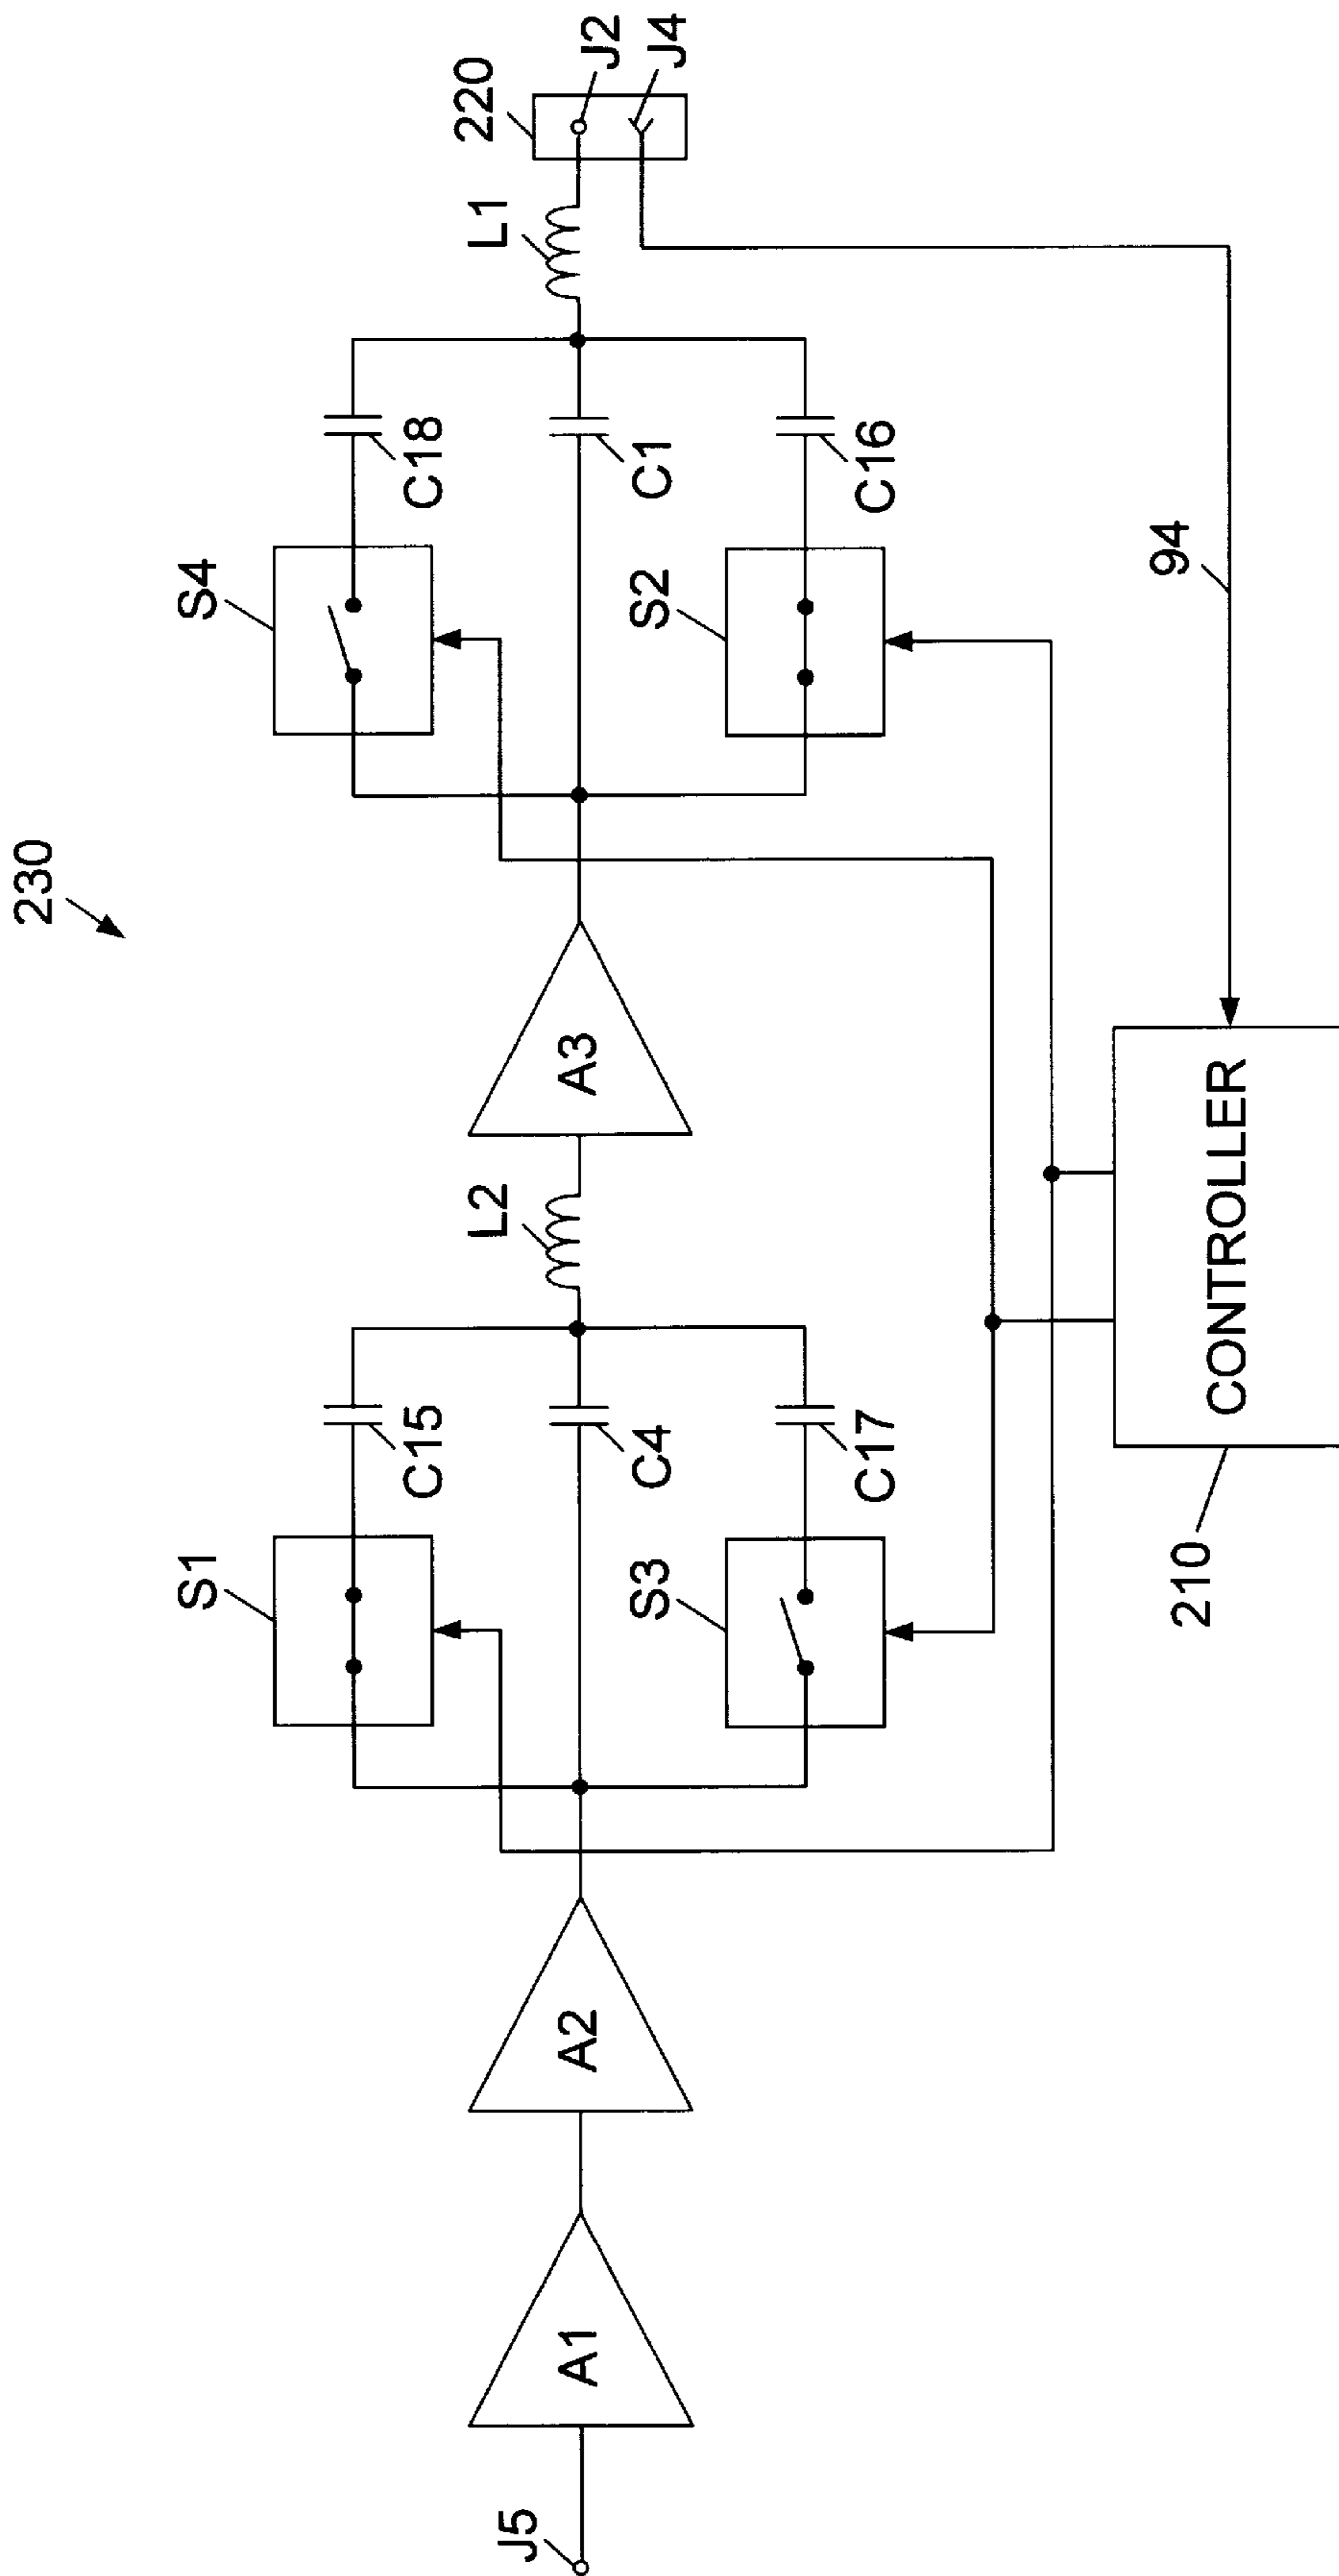 230
S1
S4
C15
C18
L2
L1
220
J2
J4
J5
A1
A2
A3
C4
C1
S3
S2
C17
C16
94
210
CONTROLLER